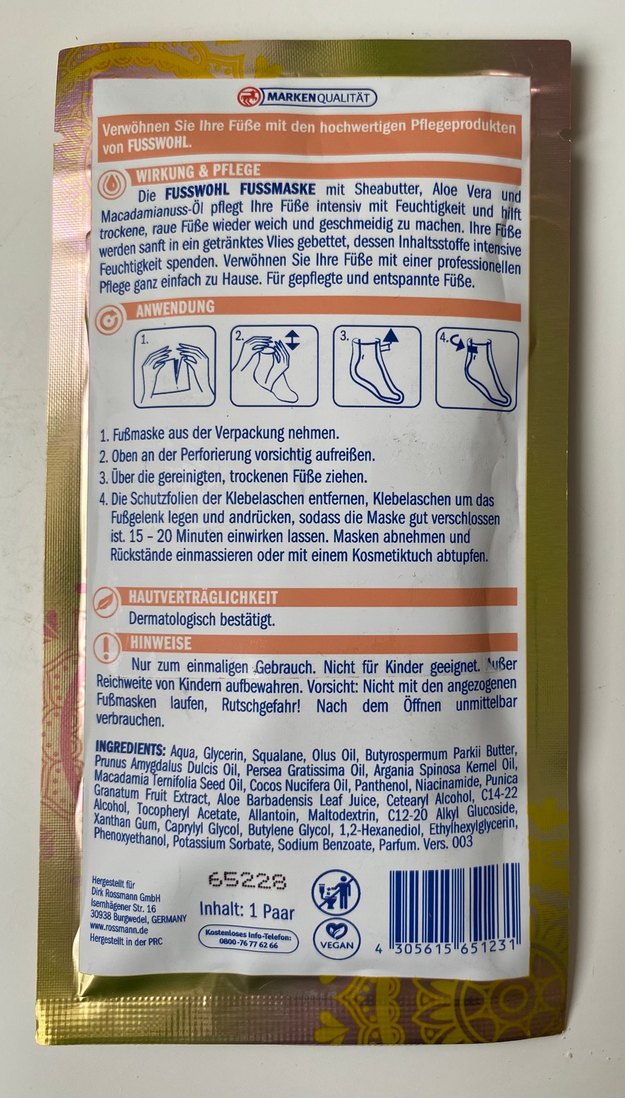 MARKENQUALITÄT
Verwöhnen Sie Ihre Füße mit den hochwertigen Pflegeprodukten
von FUSSWOHL.
WIRKUNG & PFLEGE
Die FUSSWOHL FUSSMASKE mit Sheabutter, Aloe Vera und
Macadamianuss-Öl pflegt Ihre Füße intensiv mit Feuchtigkeit und hilft
trockene, raue Füße wieder weich und geschmeidig zu machen. Ihre Füße
werden sanft in ein getränktes Vlies gebettet, dessen Inhaltsstoffe intensive
Feuchtigkeit spenden. Verwöhnen Sie Ihre Füße mit einer professionellen
Pflege ganz einfach zu Hause. Für gepflegte und entspannte Füße.
ANWENDUNG
1. 2. 3. 4.
1. Fußmaske aus der Verpackung nehmen.
2. Oben an der Perforierung vorsichtig aufreißen.
3. Über die gereinigten, trockenen Füße ziehen.
4. Die Schutzfolien der Klebelaschen entfernen, Klebelaschen um das
Fußgelenk legen und andrücken, sodass die Maske gut verschlossen
ist. 15 – 20 Minuten einwirken lassen. Masken abnehmen und
Rückstände einmassieren oder mit einem Kosmetiktuch abtupfen.
HAUTVERTRÄGLICHKEIT
Dermatologisch bestätigt.
HINWEISE
Nur zum einmaligen Gebrauch. Nicht für Kinder geeignet. Außer
Reichweite von Kindern aufbewahren. Vorsicht: Nicht mit den angezogenen
Fußmasken laufen, Rutschgefahr! Nach dem Öffnen unmittelbar
verbrauchen.
INGREDIENTS: Aqua, Glycerin, Squalane, Olus Oil, Butyrospermum Parkii Butter,
Prunus Amygdalus Dulcis Oil, Persea Gratissima Oil, Argania Spinosa Kernel Oil,
Macadamia Ternifolia Seed Oil, Cocos Nucifera Oil, Panthenol, Niacinamide, Punica
Granatum Fruit Extract, Aloe Barbadensis Leaf Juice, Cetearyl Alcohol, C14-22
Alcohol, Tocopheryl Acetate, Allantoin, Maltodextrin, C12-20 Alkyl Glucoside,
Xanthan Gum, Caprylyl Glycol, Butylene Glycol, 1,2-Hexanediol, Ethylhexylglycerin,
Phenoxyethanol, Potassium Sorbate, Sodium Benzoate, Parfum. Vers. 003
Hergestellt für
Dirk Rossmann GmbH
Isernhägener Str. 16
30938 Burgwedel, GERMANY
www.rossmann.de
Hergestellt in der PRC
65228
Inhalt: 1 Paar
Kostenloses Info-Telefon:
0800-76 77 62 66
VEGAN
4 305615 651231